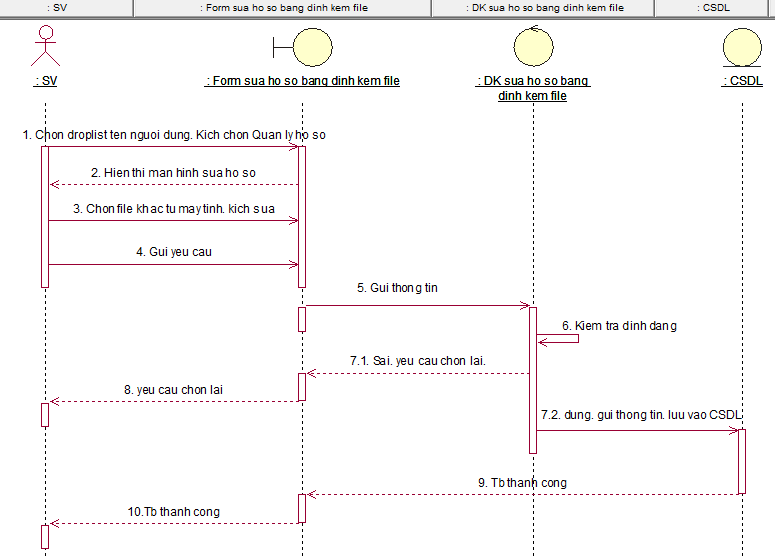 : SV
: Form sua ho so bang dinh kem file
: DK sua ho so bang dinh kem file
: CSDL
: SV
: Form sua ho so bang dinh kem file
: DK sua ho so bang
dinh kem file
: CSDL
1. Chon droplist ten nguoi dung. Kich chon Quan ly ho so
2. Hien thi man hinh sua ho so
3. Chon file khac tu may tinh. kich sua
4. Gui yeu cau
5. Gui thong tin
6. Kiem tra dinh dang
7.1. Sai. yeu cau chon lai.
8. yeu cau chon lai
7.2. dung. gui thong tin. luu vao CSDL
9. Tb thanh cong
10.Tb thanh cong